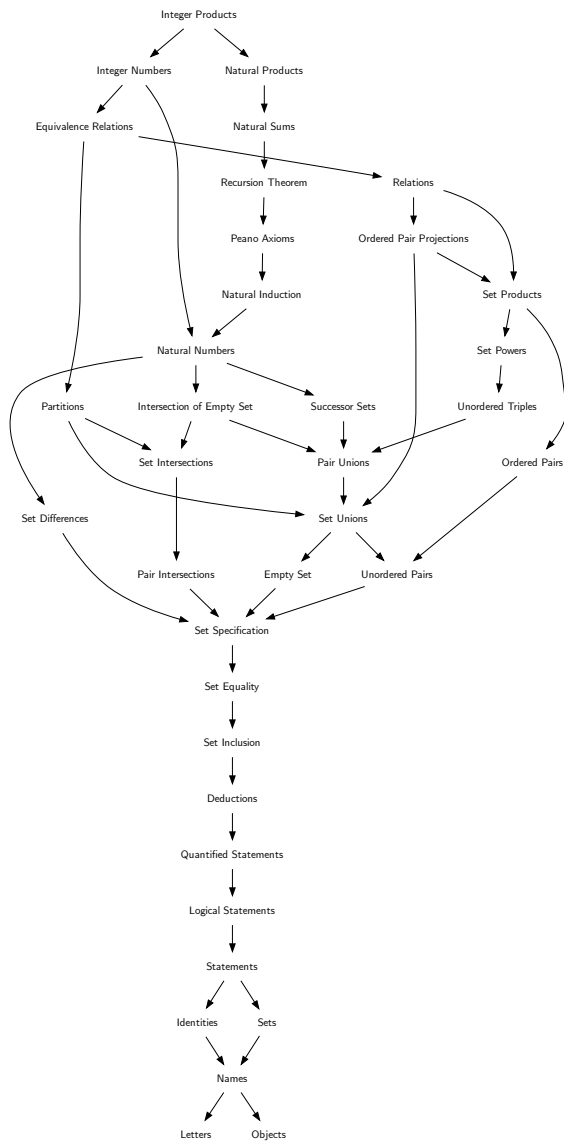 Integer Products
Integer Numbers
Natural Products
Equivalence Relations
Natural Sums
Recursion Theorem
Relations
Peano Axioms
Ordered Pair Projections
Natural Induction
Set Products
Natural Numbers
Set Powers
Partitions
Intersection of Empty Set
Successor Sets
Unordered Triples
Set Intersections
Pair Unions
Ordered Pairs
Set Differences
Set Unions
Pair Intersections
Empty Set
Unordered Pairs
Set Specification
Set Equality
Set Inclusion
Deductions
Quantified Statements
Logical Statements
Statements
Identities
Sets
Names
Letters
Objects